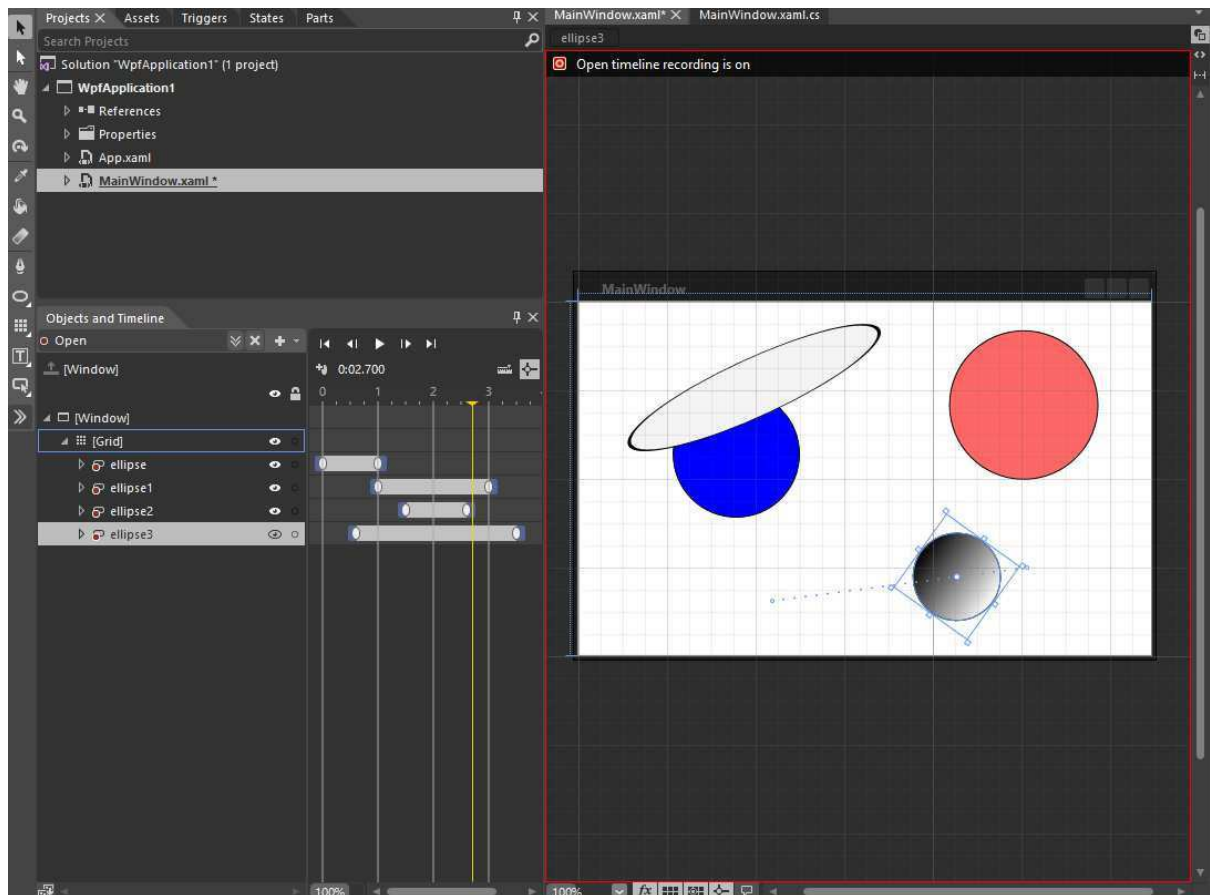 Projects Assets Triggers States Parts
Search Projects
Solution "WpfApplication1" (1 project)
WpfApplication1
References
Properties
App.xaml
MainWindow.xaml *
Objects and Timeline
Open
[Window]
0:02.700
0 1 2 3
[Window]
[Grid]
ellipse
ellipse1
ellipse2
ellipse3
100%
MainWindow.xaml* MainWindow.xaml.cs
ellipse3
Open timeline recording is on
MainWindow
100%
fx